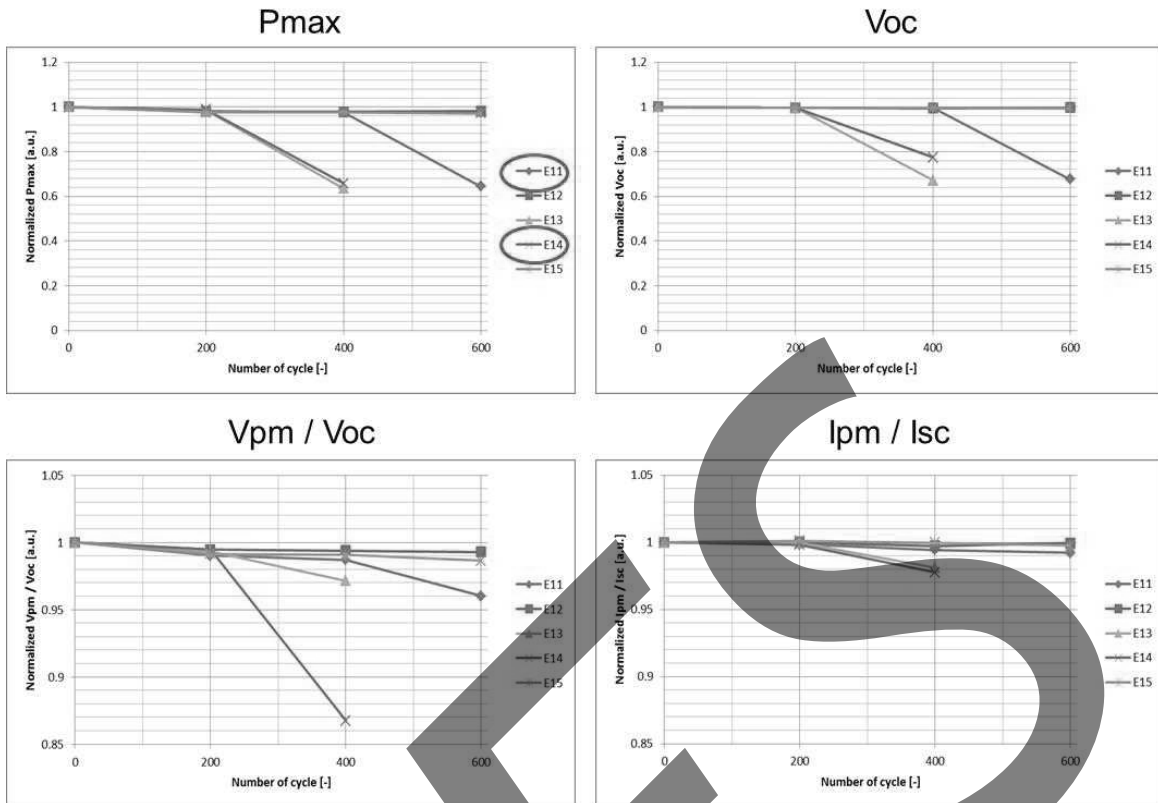 Pmax
Normalized Pmax [a.u.]
1.2
1
0.8
0.6
0.4
0.2
0
0
200
400
600
Number of cycle [-]
E11
E12
E13
E14
E15
Voc
Normalized Voc [a.u.]
1.2
1
0.8
0.6
0.4
0.2
0
0
200
400
600
Number of cycle [-]
E11
E12
E13
E14
E15
Vpm / Voc
Normalized Vpm / Voc [a.u.]
1.05
1
0.95
0.9
0.85
0
200
400
600
Number of cycle [-]
E11
E12
E13
E14
E15
Ipm / Isc
Normalized Ipm / Isc [a.u.]
1.05
1
0.95
0.9
0.85
0
200
400
600
Number of cycle [-]
E11
E12
E13
E14
E15